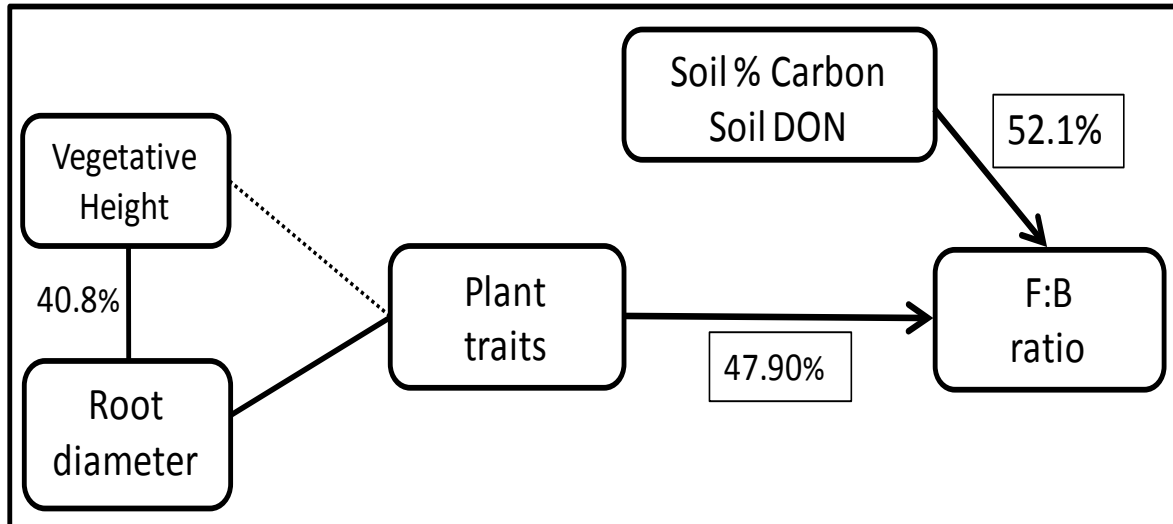 Soil % Carbon
Soil DON
52.1%
Vegetative
Height
40.8%
Root
diameter
Plant
traits
47.90%
F:B
ratio